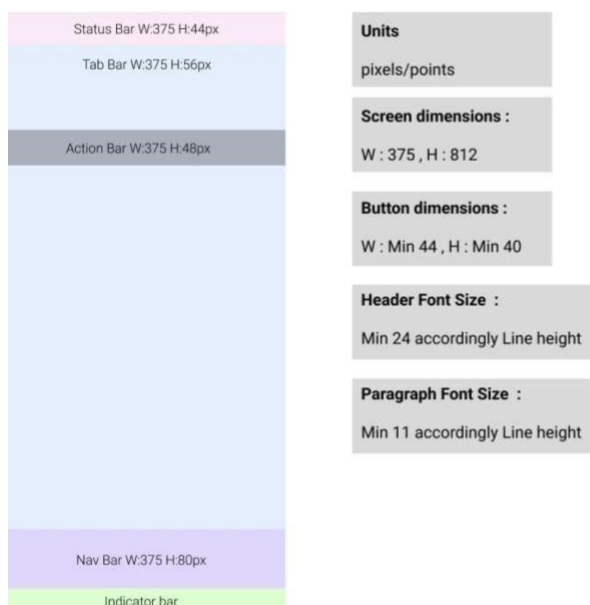 Status Bar W:375 H:44px
Tab Bar W:375 H:56px
Action Bar W:375 H:48px
Nav Bar W:375 H:80px
Indicator bar
Units
pixels/points
Screen dimensions :
W : 375 , H : 812
Button dimensions :
W : Min 44 , H : Min 40
Header Font Size :
Min 24 accordingly Line height
Paragraph Font Size :
Min 11 accordingly Line height